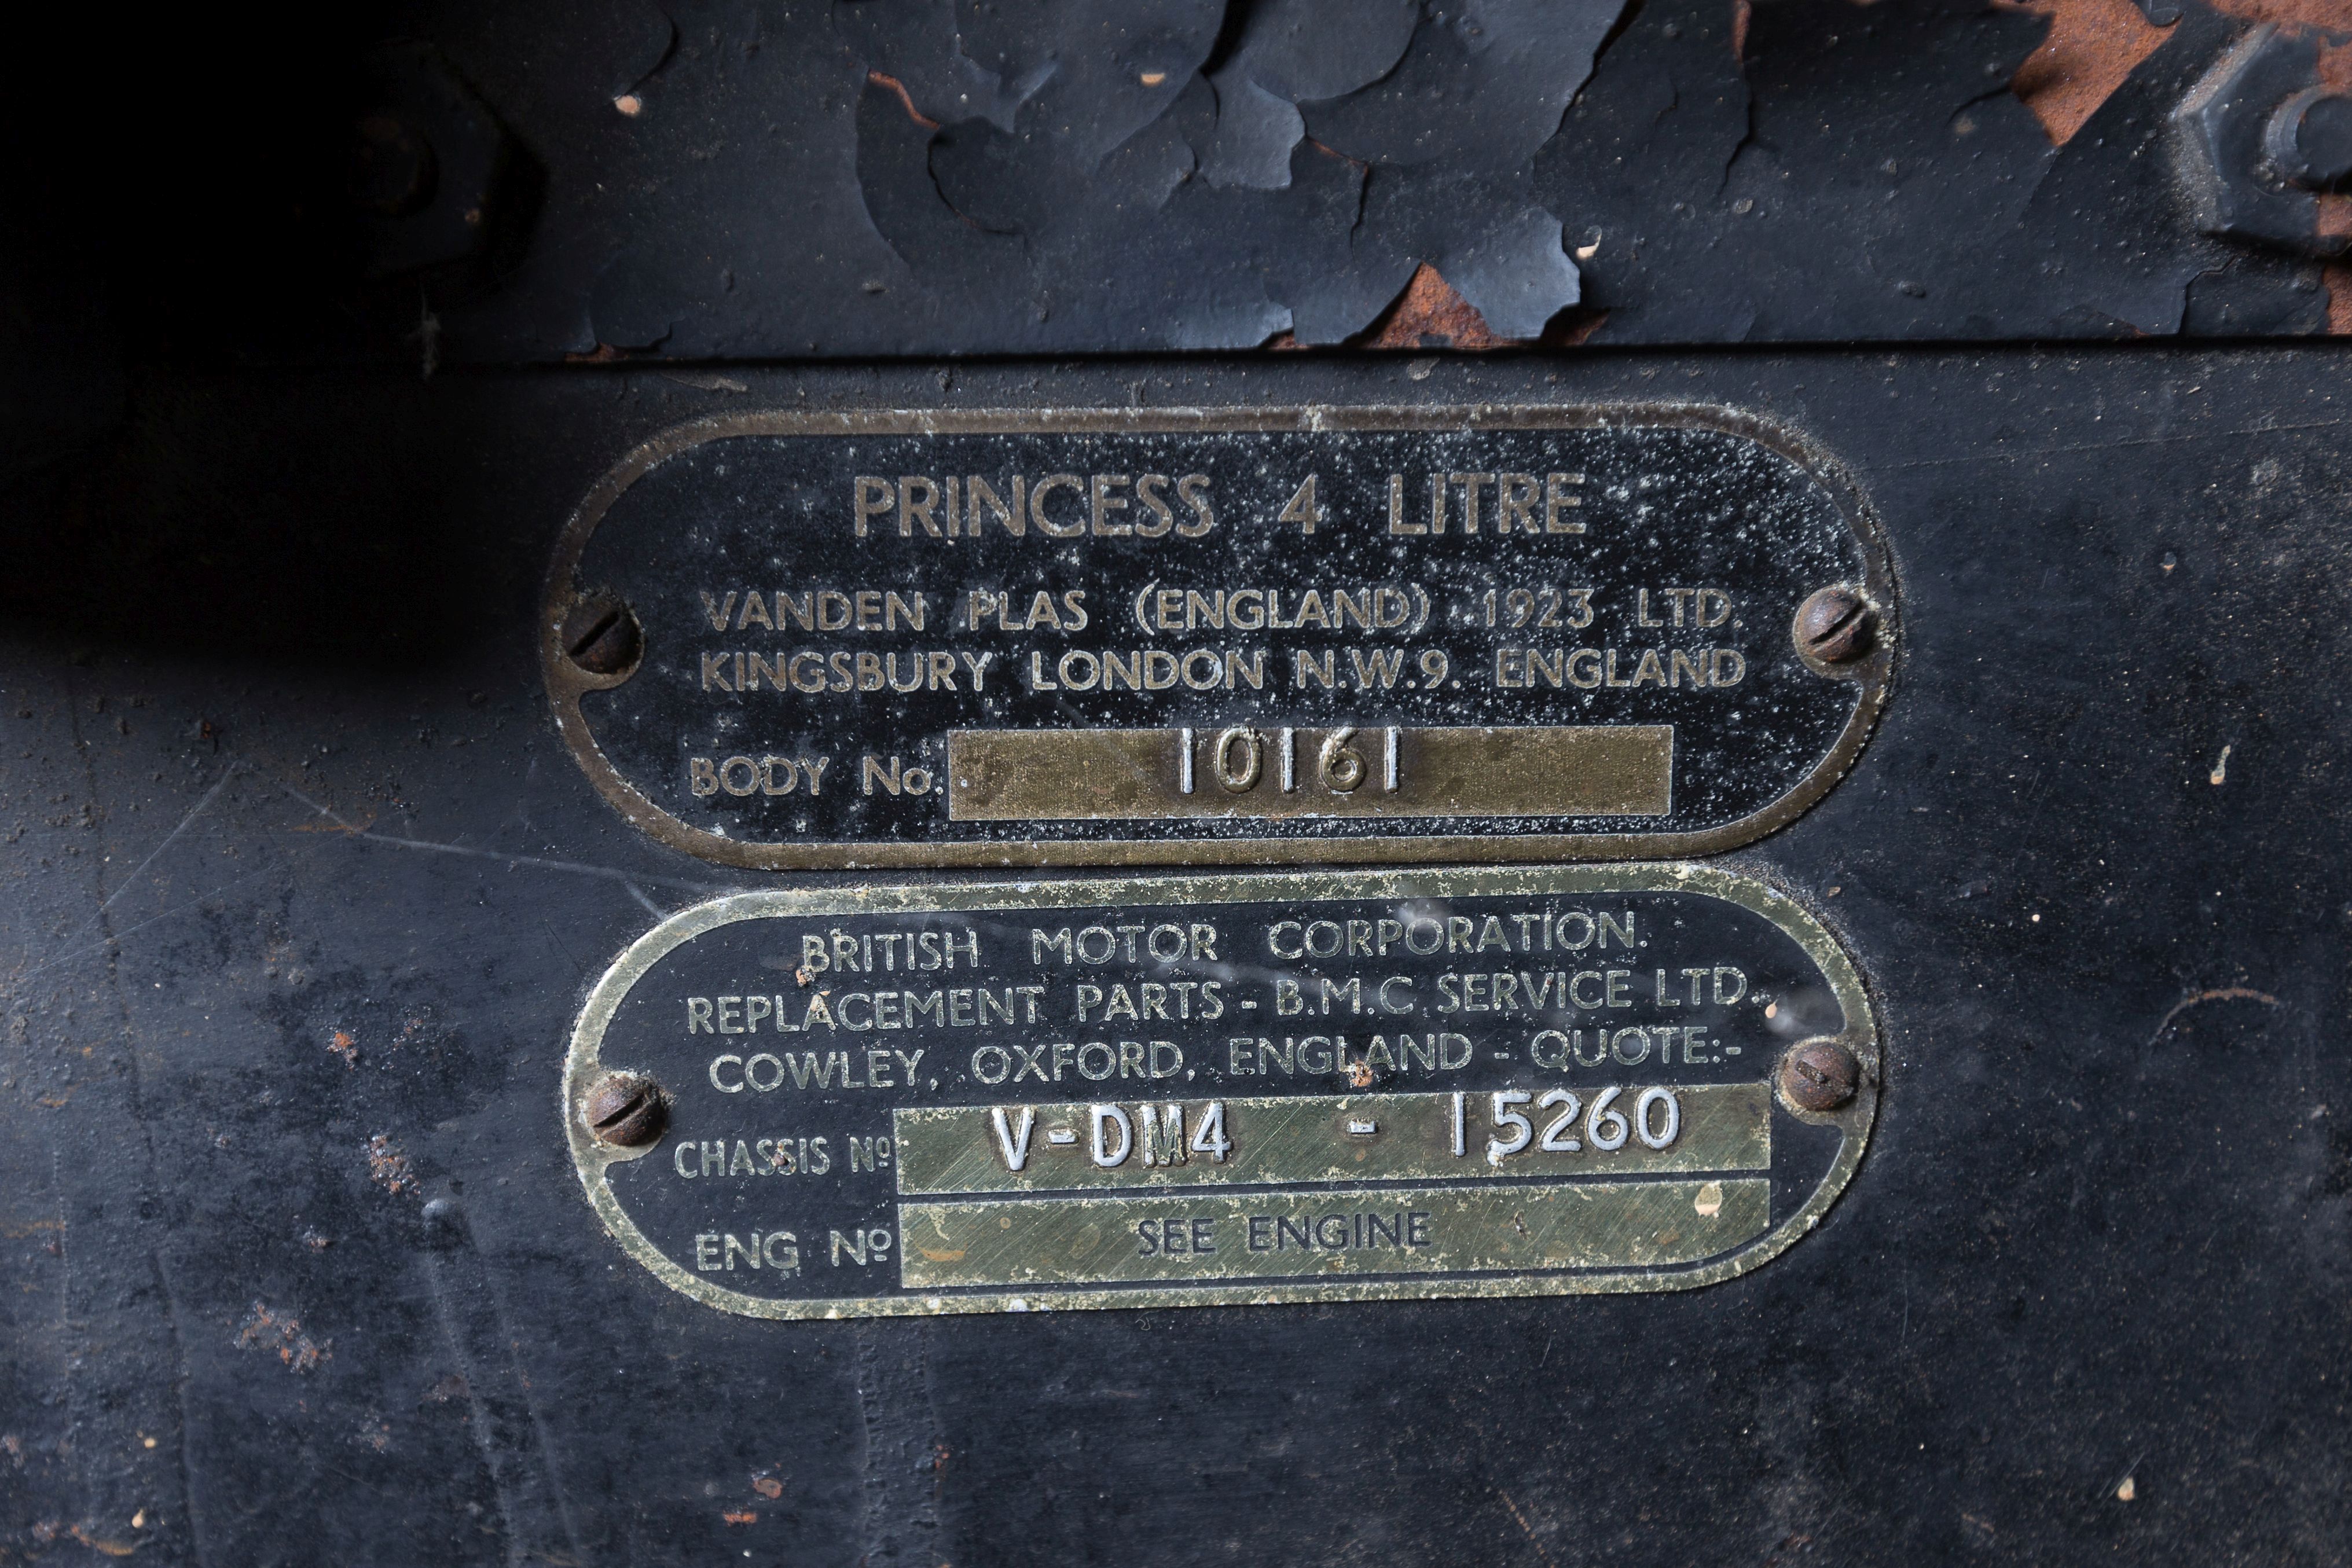 PRINCESS 4 LITRE
VANDEN PLAS (ENGLAND) 1923 LTD.
KINGSBURY LONDON N.W.9. ENGLAND
BODY No. 10161
BRITISH MOTOR CORPORATION.
REPLACEMENT PARTS - B.M.C. SERVICE LTD.
COWLEY, OXFORD, ENGLAND - QUOTE:-
CHASSIS Nº V-DM4 - 15260
ENG Nº SEE ENGINE